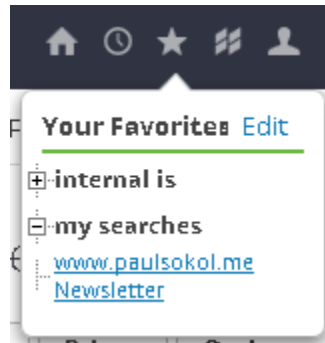 Your Favorites Edit
internal is
my searches
www.paulsokol.me
Newsletter